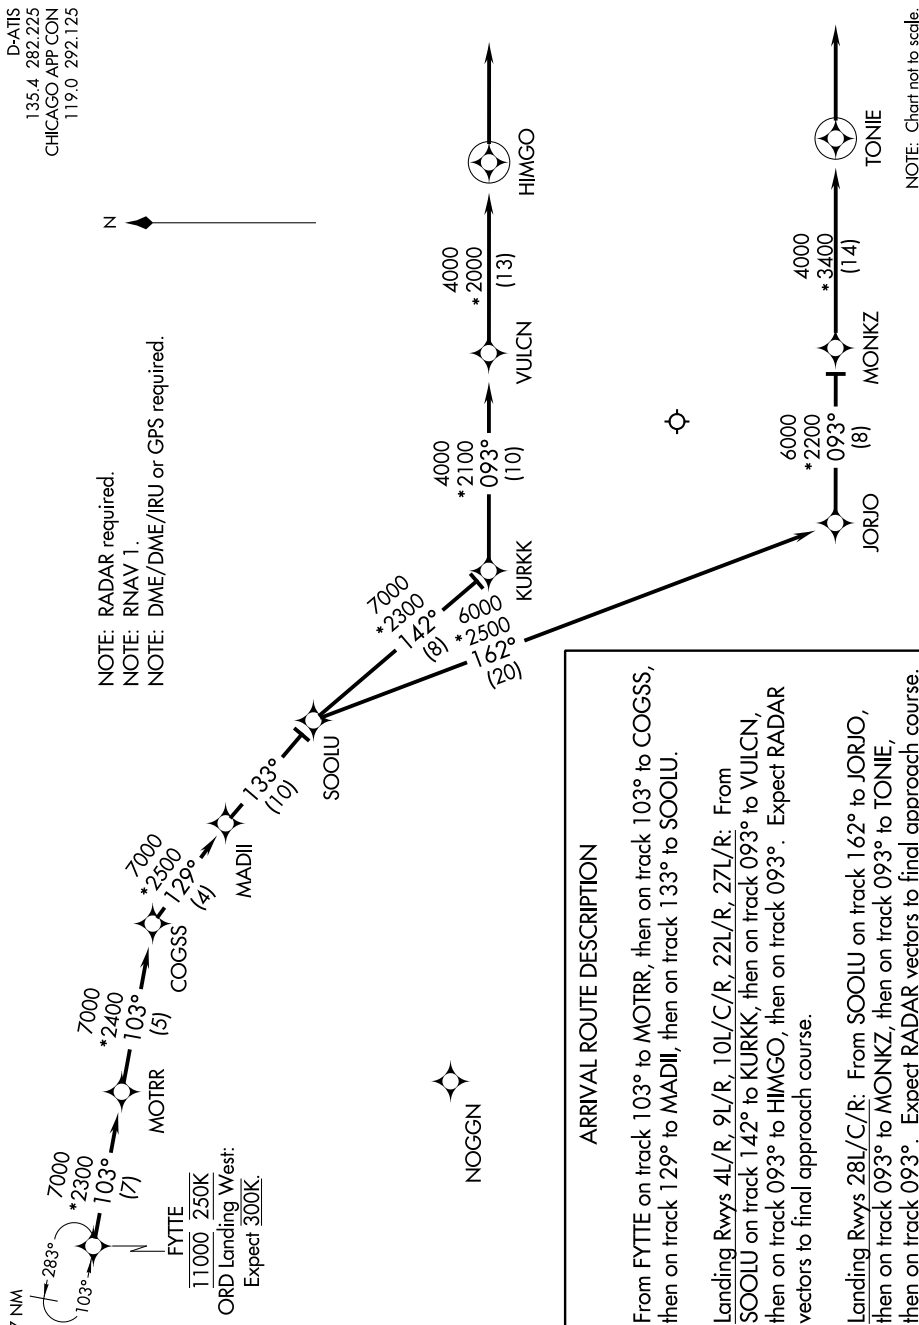 D-ATIS
135.4 282.225
CHICAGO APP CON
119.0 292.125
NOTE: RADAR required.
NOTE: RNAV 1.
NOTE: DME/DME/IRU or GPS required.
N
7 NM
283°
103°
FYTTE
11000 250K
ORD Landing West:
Expect 300K
7000
*2300
103°
(7)
MOTRR
7000
*2400
103°
(5)
COGSS
7000
*2500
129°
(4)
MADII
133°
(10)
SOOLU
7000
*2300
142°
(8)
6000
*2500
162°
(20)
KURKK
4000
*2100
093°
(10)
VULCN
4000
*2000
(13)
HIMGO
JORJO
6000
*2200
093°
(8)
MONKZ
4000
*3400
(14)
TONIE
NOGGN
NOTE: Chart not to scale.
ARRIVAL ROUTE DESCRIPTION
From FYTTE on track 103° to MOTRR, then on track 103° to COGSS,
then on track 129° to MADII, then on track 133° to SOOLU.
Landing Rwys 4L/R, 9L/R, 10L/C/R, 22L/R, 27L/R: From
SOOLU on track 142° to KURKK, then on track 093° to VULCN,
then on track 093° to HIMGO, then on track 093°. Expect RADAR
vectors to final approach course.
Landing Rwys 28L/C/R: From SOOLU on track 162° to JORJO,
then on track 093° to MONKZ, then on track 093° to TONIE,
then on track 093°. Expect RADAR vectors to final approach course.